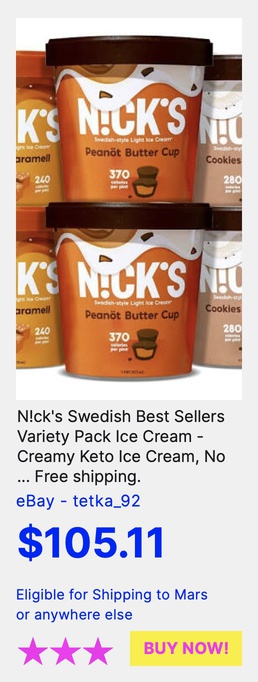 N!CK'S
Swedish-style Light Ice Cream
Peanöt Butter Cup
370
calories
per pint
K'S
aramell
240
calories
per pint
N!C
Cookies
280
calories
per pint
N!CK'S
Swedish-style Light Ice Cream
Peanöt Butter Cup
370
calories
per pint
K'S
aramell
240
calories
per pint
N!C
Cookies
280
calories
per pint
N!ck's Swedish Best Sellers
Variety Pack Ice Cream -
Creamy Keto Ice Cream, No
... Free shipping.
eBay - tetka_92
$105.11
Eligible for Shipping to Mars
or anywhere else
BUY NOW!